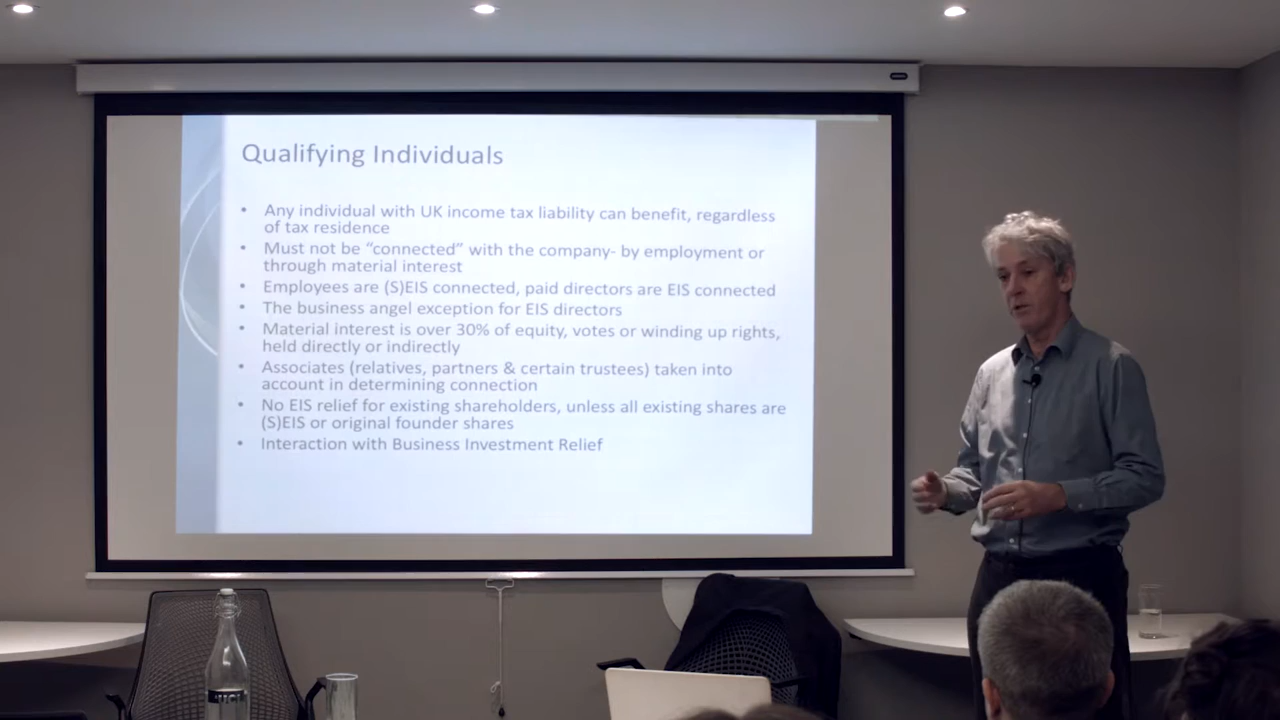 Qualifying Individuals
• Any individual with UK income tax liability can benefit, regardless
of tax residence
• Must not be “connected” with the company- by employment or
through material interest
• Employees are (S)EIS connected, paid directors are EIS connected
• The business angel exception for EIS directors
• Material interest is over 30% of equity, votes or winding up rights,
held directly or indirectly
• Associates (relatives, partners & certain trustees) taken into
account in determining connection
• No EIS relief for existing shareholders, unless all existing shares are
(S)EIS or original founder shares
• Interaction with Business Investment Relief